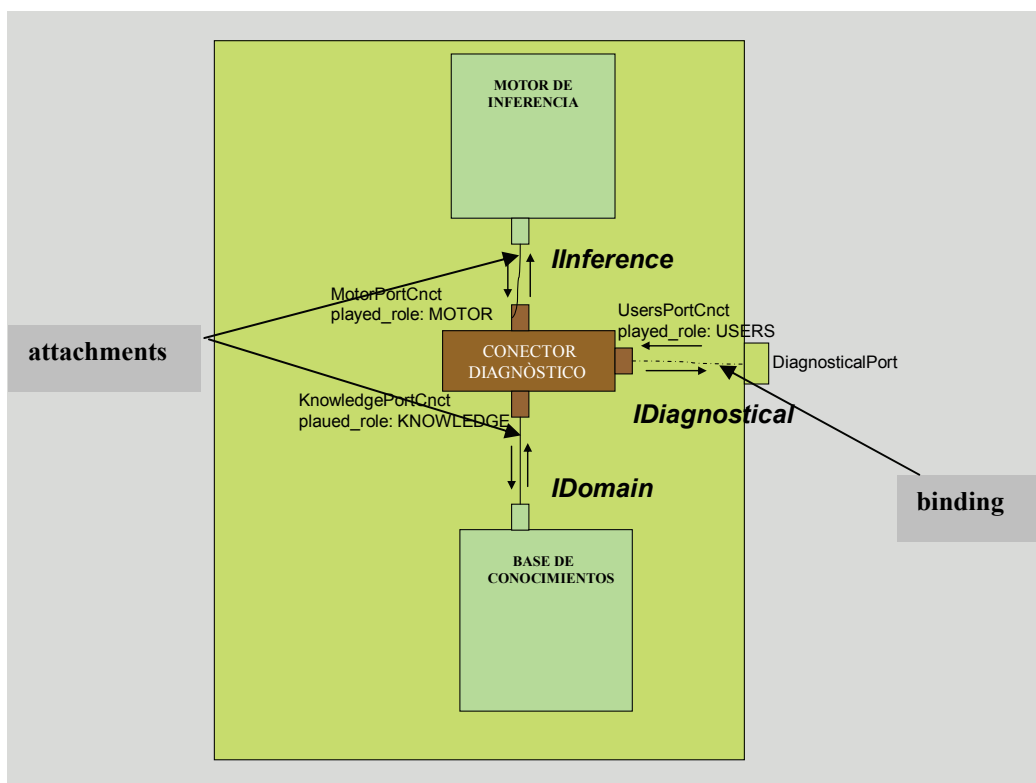 MOTOR DE
INFERENCIA
IInference
MotorPortCnct
played_role: MOTOR
UsersPortCnct
played_role: USERS
attachments
CONECTOR
DIAGNÒSTICO
DiagnosticalPort
KnowledgePortCnct
plaued_role: KNOWLEDGE
IDiagnostical
IDomain
binding
BASE DE
CONOCIMIENTOS